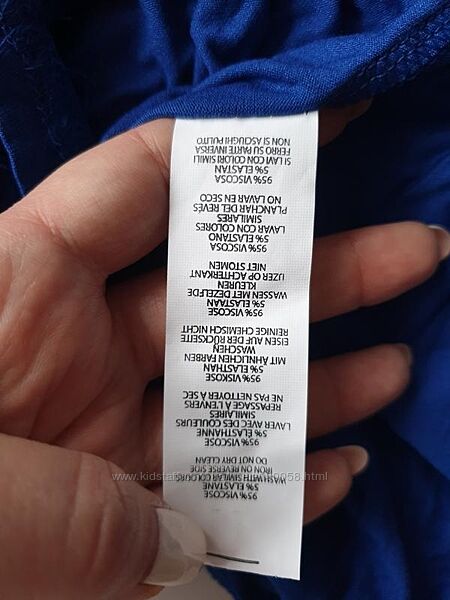 95% VISCOSE
5% ELASTANE
WASH WITH SIMILAR COLOURS
IRON ON REVERSE SIDE
DO NOT DRY CLEAN
95% VISCOSE
5% ELASTHANNE
LAVER AVEC DES COULEURS
SIMILAIRES
REPASSAGE À L'ENVERS
NE PAS NETTOYER À SEC
95% VISKOSE
5% ELASTHAN
MIT ÄHNLICHEN FARBEN
WASCHEN
EISEN AUF DER RÜCKSEITE
REINIGE CHEMISCH NICHT
95% VISCOSE
5% ELASTAAN
WASSEN MET DEZELFDE
KLEUREN
IJZER OP ACHTERKANT
NIET STOMEN
95% VISCOSA
5% ELASTANO
LAVAR CON COLORES
SIMILARES
PLANCHAR DEL REVÉS
NO LAVAR EN SECO
95% VISCOSA
5% ELASTAN
SI LAVI CON COLORI SIMILI
FERRO SU PARTE INVERSA
NON SI ASCIUGHI PULITO